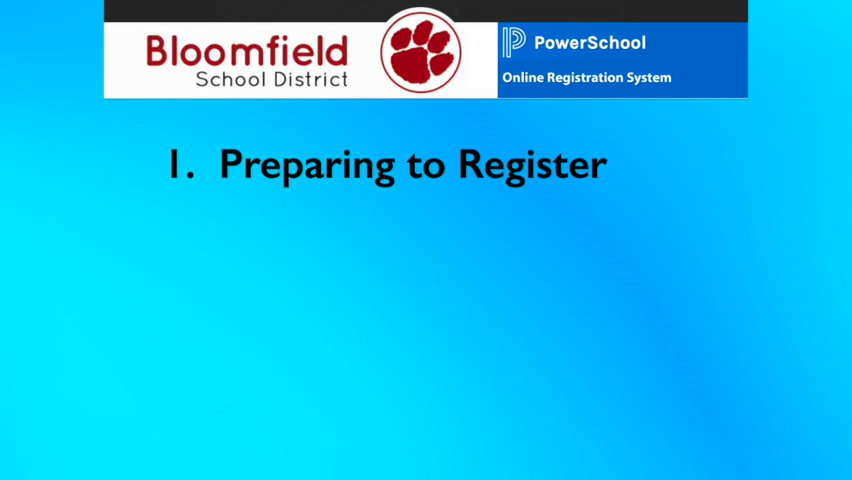 Bloomfield
School District
PowerSchool
Online Registration System
1. Preparing to Register